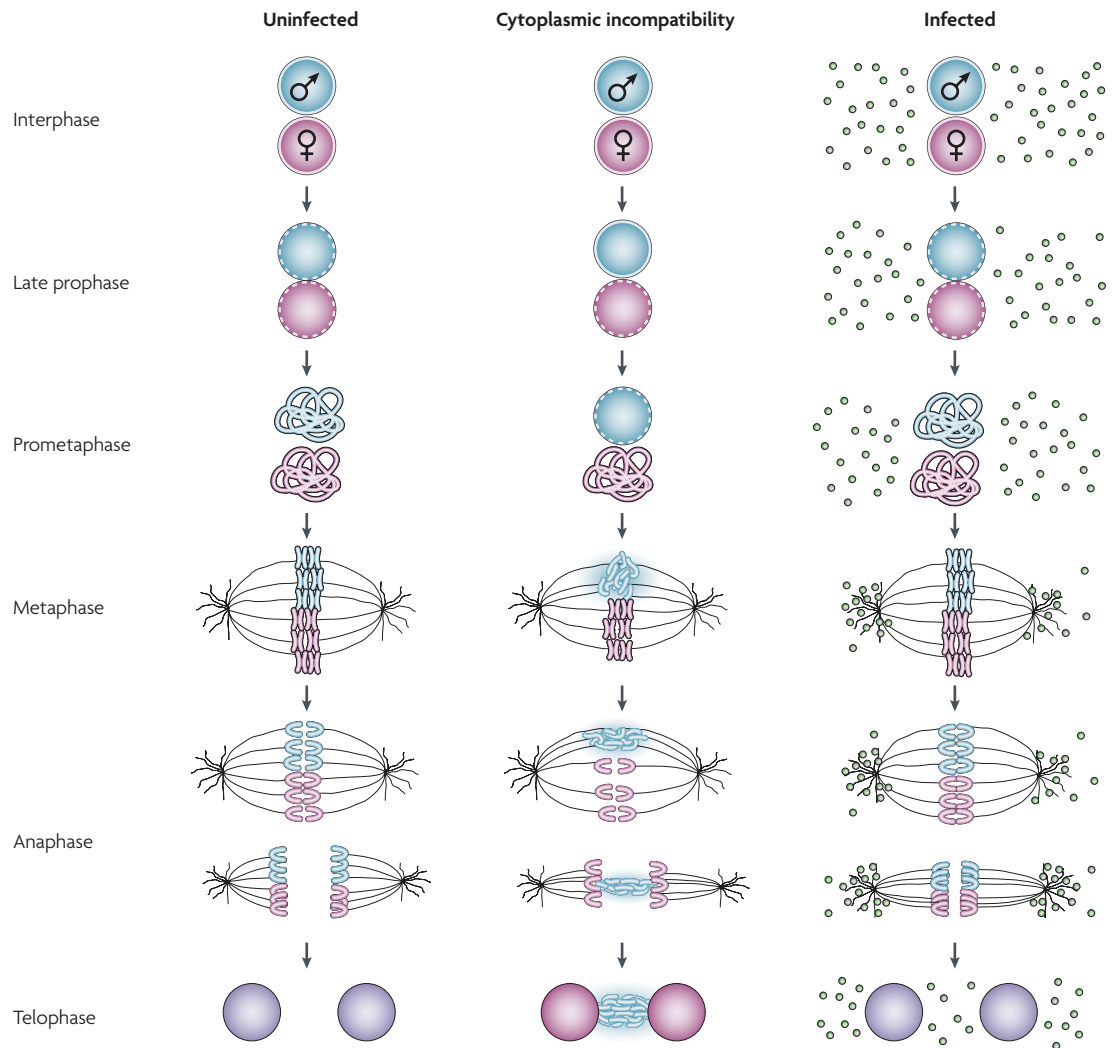 Uninfected
Cytoplasmic incompatibility
Infected
Interphase
Late prophase
Prometaphase
Metaphase
Anaphase
Telophase